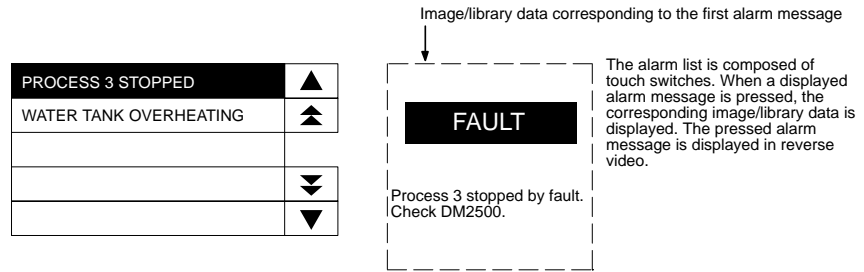 Image/library data corresponding to the first alarm message
PROCESS 3 STOPPED
WATER TANK OVERHEATING
FAULT
Process 3 stopped by fault.
Check DM2500.
The alarm list is composed of
touch switches. When a displayed
alarm message is pressed, the
corresponding image/library data is
displayed. The pressed alarm
message is displayed in reverse
video.